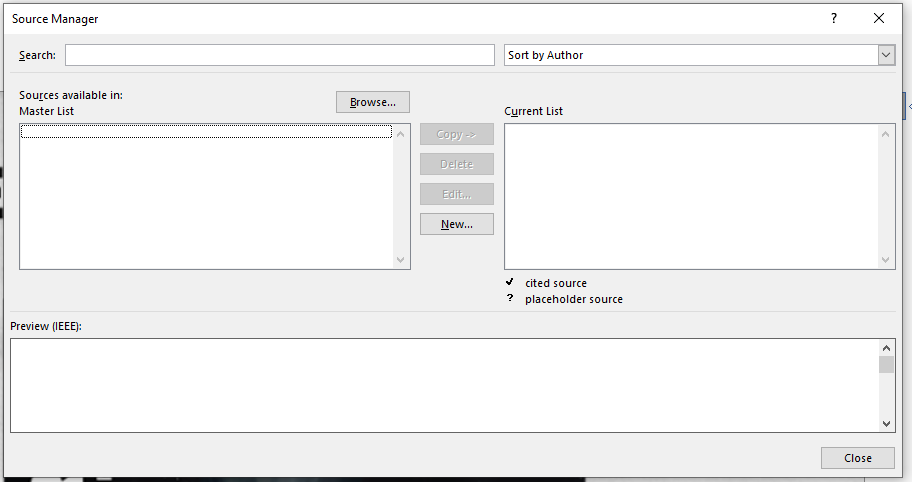 Source Manager
?
Search:
Sort by Author
Sources available in:
Master List
Browse...
Current List
Copy ->
Delete
Edit...
New...
cited source
? placeholder source
Preview (IEEE):
Close